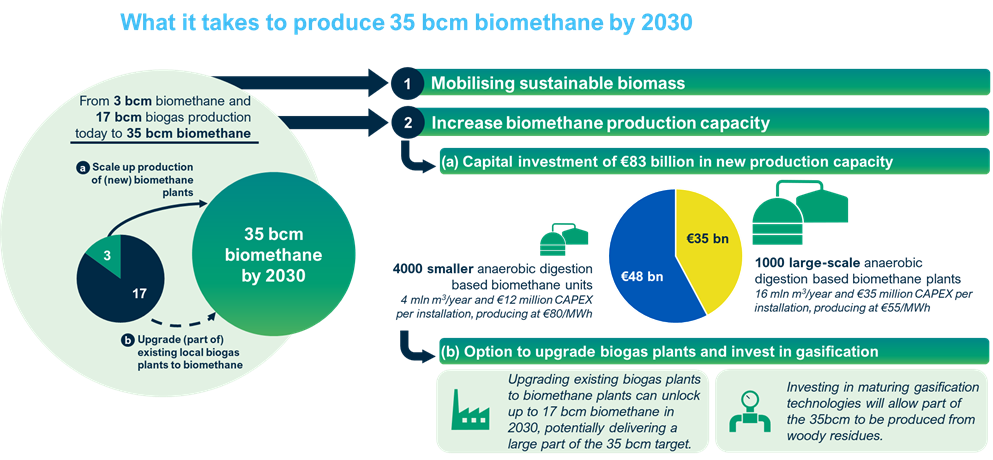 What it takes to produce 35 bcm biomethane by 2030
From 3 bcm biomethane and
17 bcm biogas production
today to 35 bcm biomethane
a Scale up production
of (new) biomethane
plants
3
17
35 bcm
biomethane
by 2030
b Upgrade (part of)
existing local biogas
plants to biomethane
1 Mobilising sustainable biomass
2 Increase biomethane production capacity
(a) Capital investment of €83 billion in new production capacity
4000 smaller anaerobic digestion
based biomethane units
4 mln m³/year and €12 million CAPEX
per installation, producing at €80/MWh
€48 bn
€35 bn
1000 large-scale anaerobic
digestion based biomethane plants
16 mln m³/year and €35 million CAPEX per
installation, producing at €55/MWh
(b) Option to upgrade biogas plants and invest in gasification
Upgrading existing biogas plants
to biomethane plants can unlock
up to 17 bcm biomethane in
2030, potentially delivering a
large part of the 35 bcm target.
Investing in maturing gasification
technologies will allow part of
the 35bcm to be produced from
woody residues.